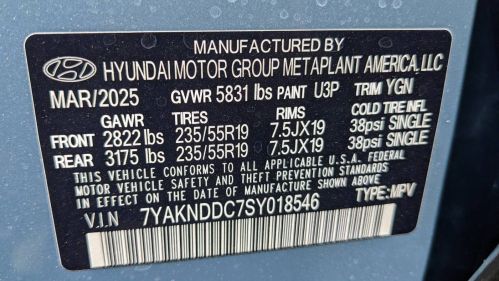 MANUFACTURED BY
HYUNDAI MOTOR GROUP METAPLANT AMERICA, LLC
MAR/2025 GVWR 5831 lbs PAINT U3P TRIM YGN
GAWR TIRES RIMS COLD TIRE INFL
FRONT 2822 lbs 235/55R19 7.5JX19 38psi SINGLE
REAR 3175 lbs 235/55R19 7.5JX19 38psi SINGLE
THIS VEHICLE CONFORMS TO ALL APPLICABLE U.S.A. FEDERAL
MOTOR VEHICLE SAFETY AND THEFT PREVENTION STANDARDS
IN EFFECT ON THE DATE OF MANUFACTURE SHOWN ABOVE.
V.I.N 7YAKNDDC7SY018546 TYPE:MPV